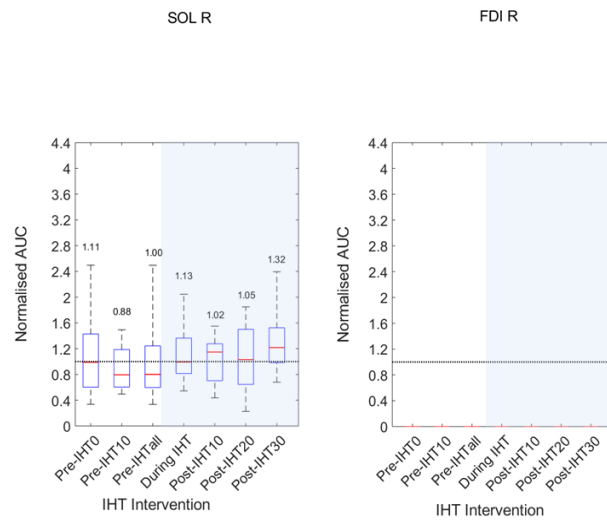 SOL R
FDI R
4.4
4
3.6
3.2
2.8
2.4
2
1.6
1.2
0.8
0.4
0
Normalised AUC
1.11
0.88
1.00
1.13
1.02
1.05
1.32
Pre-IHT0
Pre-IHT10
Pre-IHTall
During IHT
Post-IHT10
Post-IHT20
Post-IHT30
IHT Intervention
4.4
4
3.6
3.2
2.8
2.4
2
1.6
1.2
0.8
0.4
0
Normalised AUC
Pre-IHT0
Pre-IHT10
Pre-IHTall
During IHT
Post-IHT10
Post-IHT20
Post-IHT30
IHT Intervention